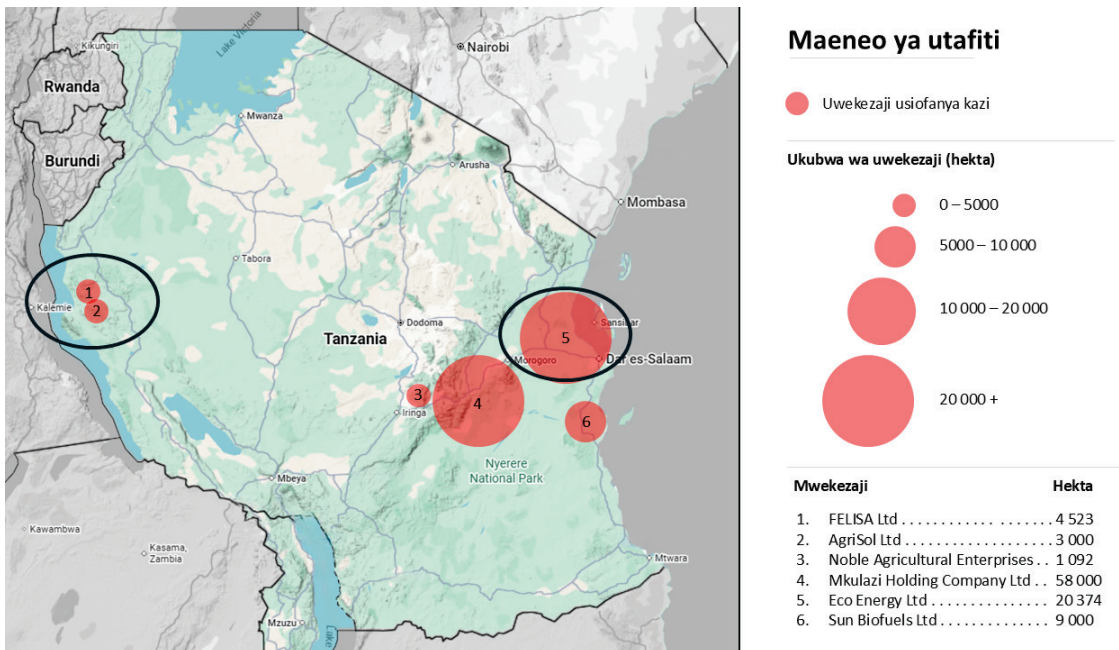 Kikungiri
Lake Victoria
Nairobi
Rwanda
Mwanza
Burundi
Arusha
Mombasa
Tabora
1
Kalemie
2
Dodoma
Sansibar
Tanzania
5
Morogoro
Dar es-Salaam
3
4
Iringa
6
Nyerere
National Park
Mbeya
Kawambwa
Kasama,
Zambia
Mtwara
Mzuzu
Lake
Maeneo ya utafiti
Uwekezaji usiofanya kazi
Ukubwa wa uwekezaji (hekta)
0 – 5000
5000 – 10 000
10 000 – 20 000
20 000 +
Mwekezaji Hekta
1. FELISA Ltd . . . . . . . . . . . . . . . . . . . 4 523
2. AgriSol Ltd . . . . . . . . . . . . . . . . . . . 3 000
3. Noble Agricultural Enterprises . . 1 092
4. Mkulazi Holding Company Ltd . . 58 000
5. Eco Energy Ltd . . . . . . . . . . . . . . . 20 374
6. Sun Biofuels Ltd . . . . . . . . . . . . . . 9 000